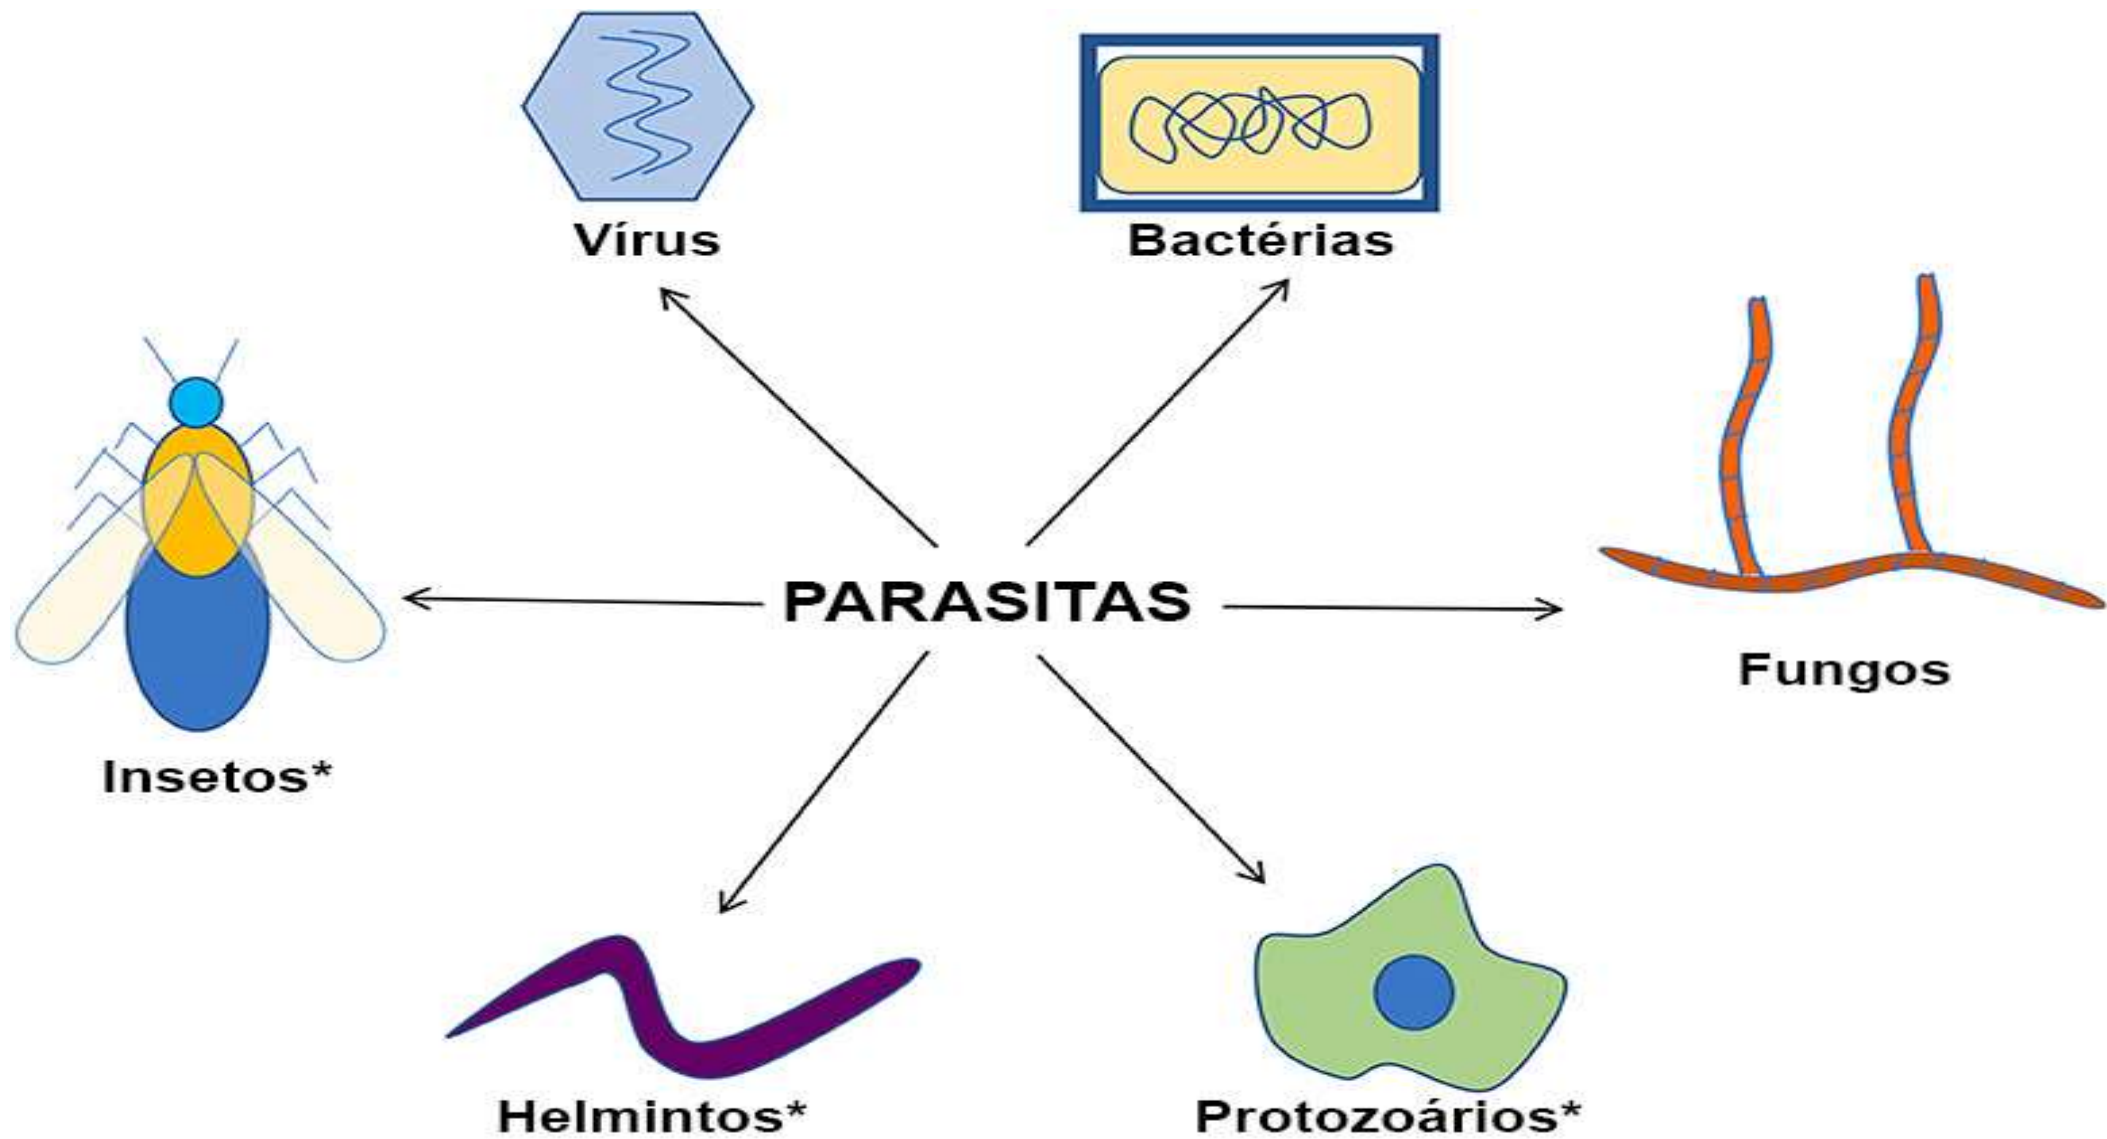 Vírus
Bactérias
PARASITAS
Fungos
Insetos*
Helmintos*
Protozoários*